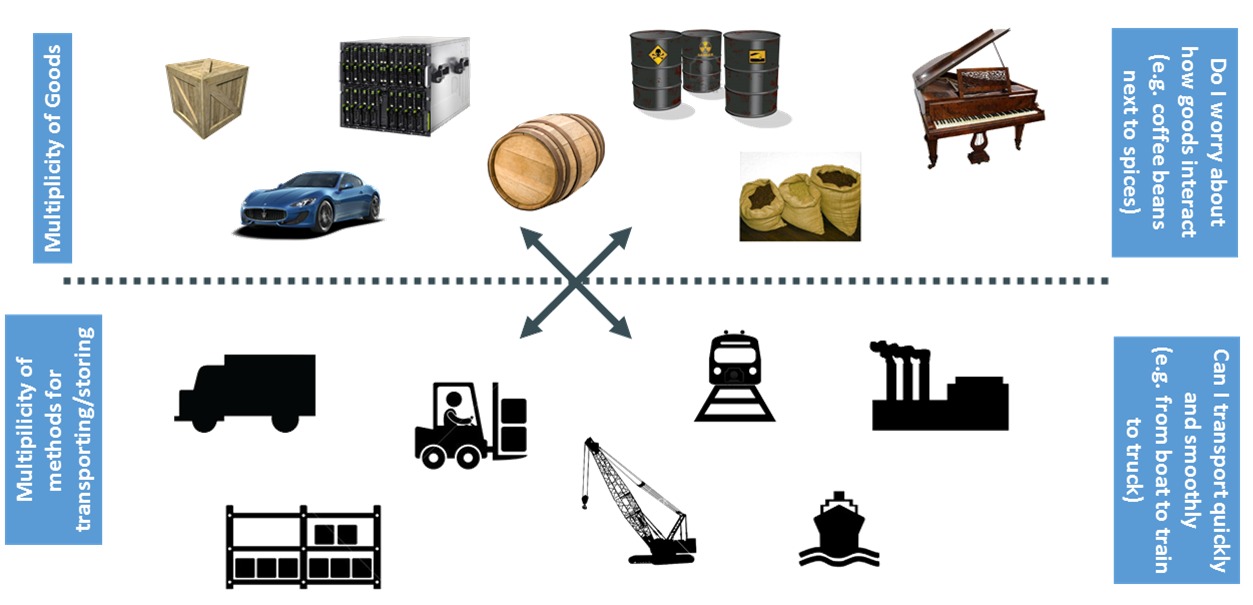 Multiplicity of Goods
Do I worry about
how goods interact
(e.g. coffee beans
next to spices)
Multipilicity of
methods for
transporting/storing
Can I transport quickly
and smoothly
(e.g. from boat to train
to truck)